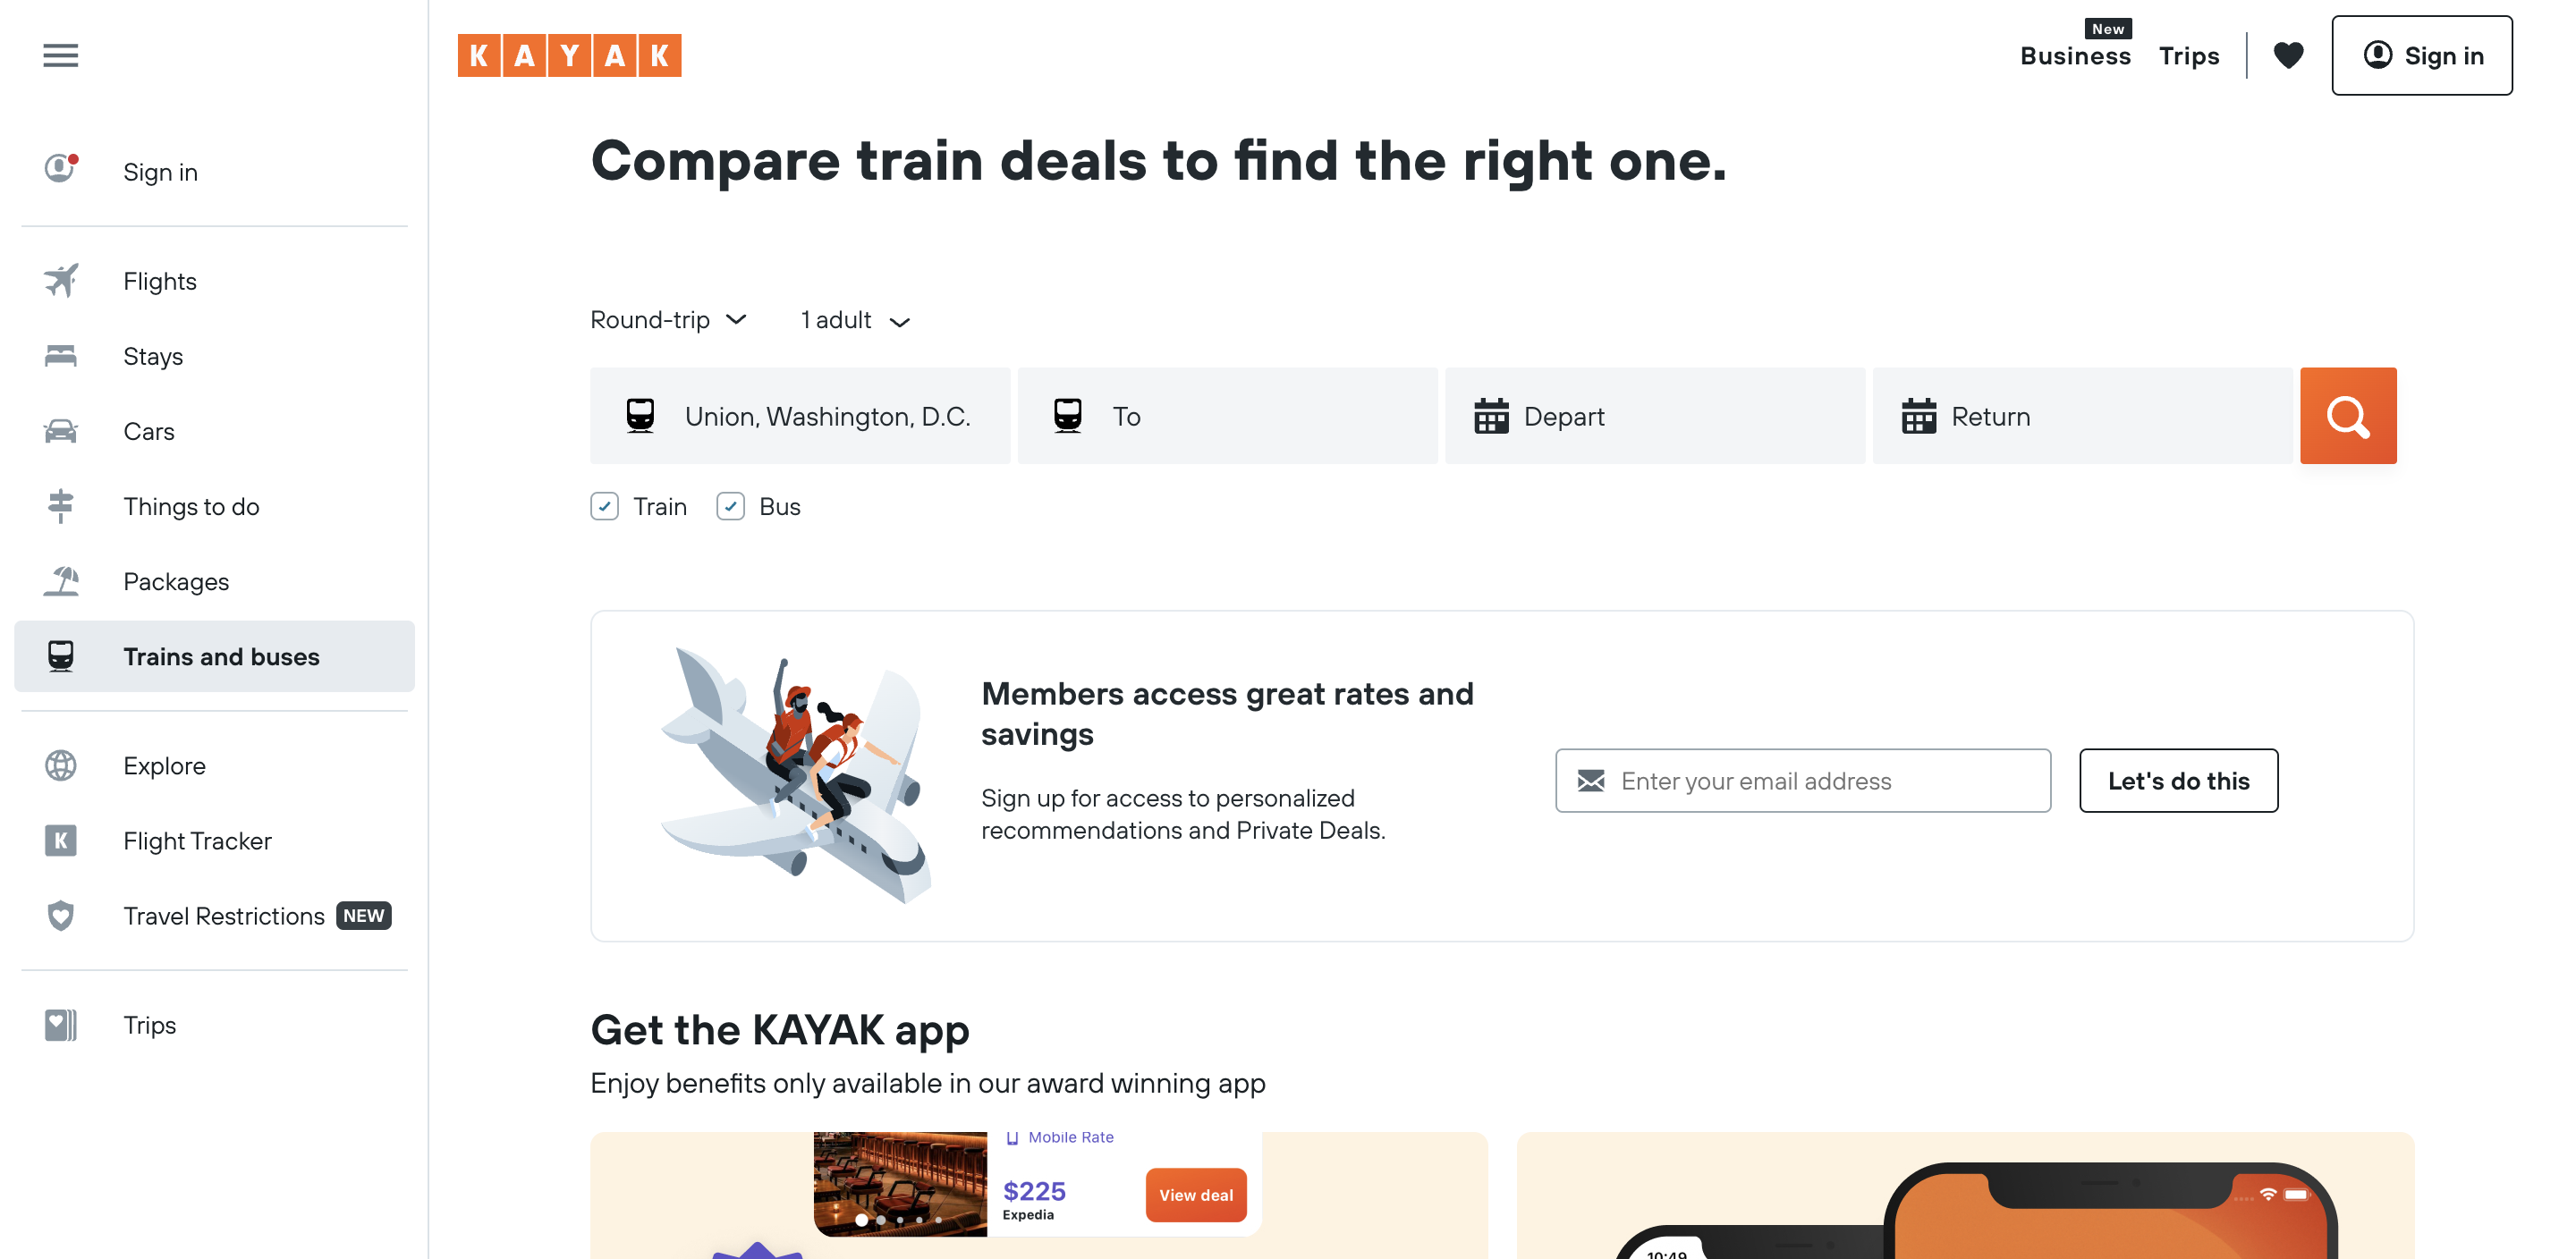 KAYAK
New
Business
Trips
Sign in
Sign in
Flights
Stays
Cars
Things to do
Packages
Trains and buses
Explore
K
Flight Tracker
Travel Restrictions NEW
Trips
Compare train deals to find the right one.
Round-trip
1 adult
Union, Washington, D.C.
To
Depart
Return
Train
Bus
Members access great rates and
savings
Sign up for access to personalized
recommendations and Private Deals.
Enter your email address
Let's do this
Get the KAYAK app
Enjoy benefits only available in our award winning app
Mobile Rate
$225
Expedia
View deal
10:49